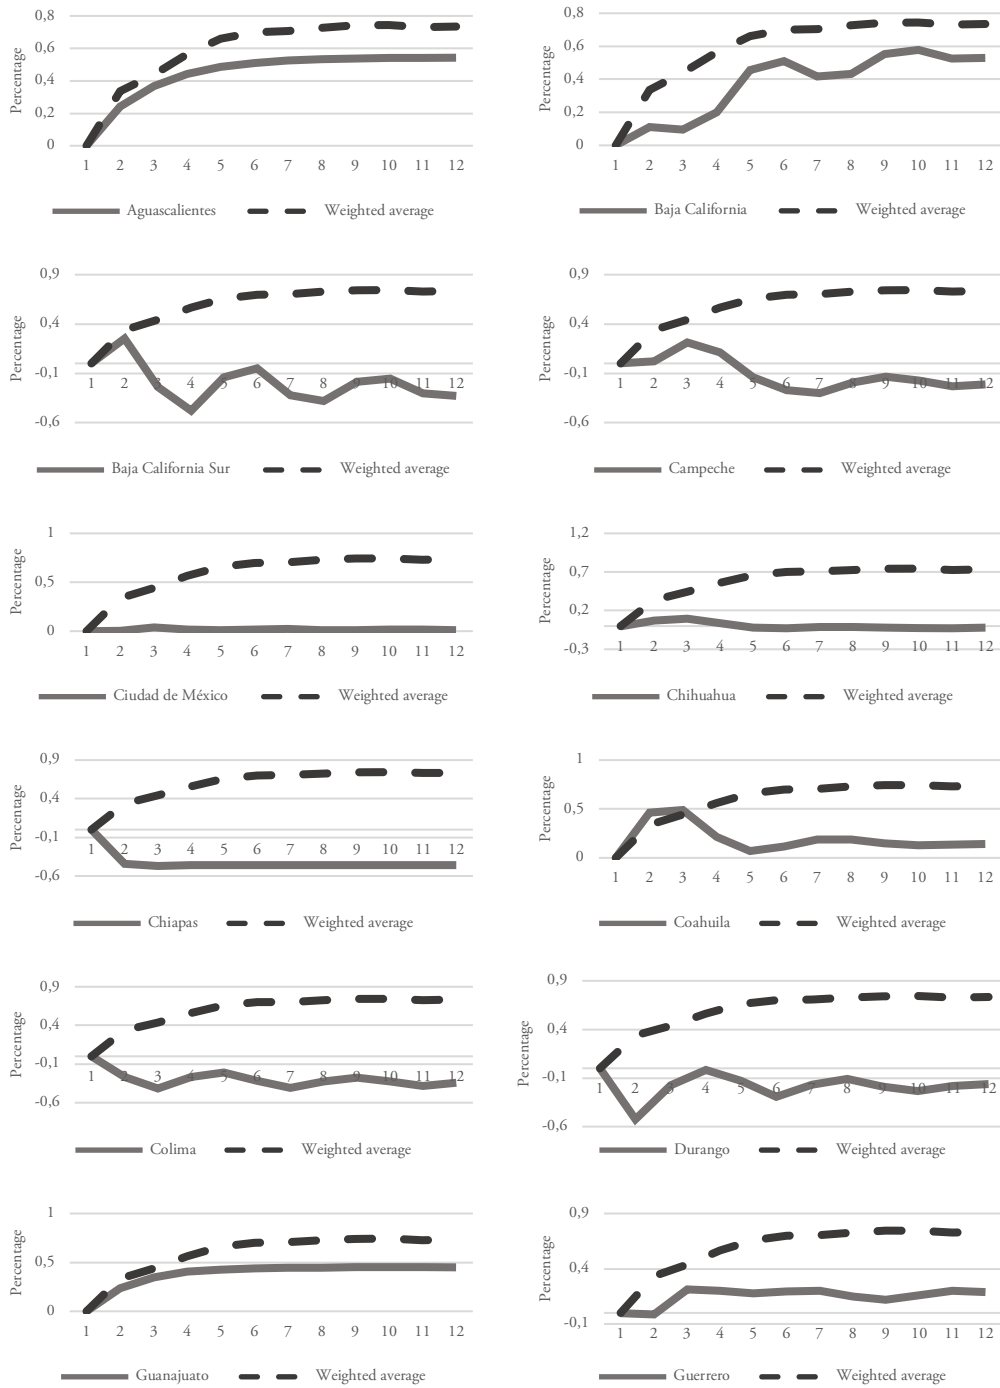 0,8
0,6
0,4
0,2
0
Percentage
1 2 3 4 5 6 7 8 9 10 11 12
Aguascalientes Weighted average
0,8
0,6
0,4
0,2
0
Percentage
1 2 3 4 5 6 7 8 9 10 11 12
Baja California Weighted average
0,9
0,4
-0,1
-0,6
Percentage
1 2 3 4 5 6 7 8 9 10 11 12
Baja California Sur Weighted average
0,9
0,4
-0,1
-0,6
Percentage
1 2 3 4 5 6 7 8 9 10 11 12
Campeche Weighted average
1
0,5
0
Percentage
1 2 3 4 5 6 7 8 9 10 11 12
Ciudad de México Weighted average
1,2
0,7
0,2
-0,3
Percentage
1 2 3 4 5 6 7 8 9 10 11 12
Chihuahua Weighted average
0,9
0,4
-0,1
-0,6
Percentage
1 2 3 4 5 6 7 8 9 10 11 12
Chiapas Weighted average
1
0,5
0
Percentage
1 2 3 4 5 6 7 8 9 10 11 12
Coahuila Weighted average
0,9
0,4
-0,1
-0,6
Percentage
1 2 3 4 5 6 7 8 9 10 11 12
Colima Weighted average
0,9
0,4
-0,1
-0,6
Percentage
1 2 3 4 5 6 7 8 9 10 11 12
Durango Weighted average
1
0,5
0
Percentage
1 2 3 4 5 6 7 8 9 10 11 12
Guanajuato Weighted average
0,9
0,4
-0,1
Percentage
1 2 3 4 5 6 7 8 9 10 11 12
Guerrero Weighted average